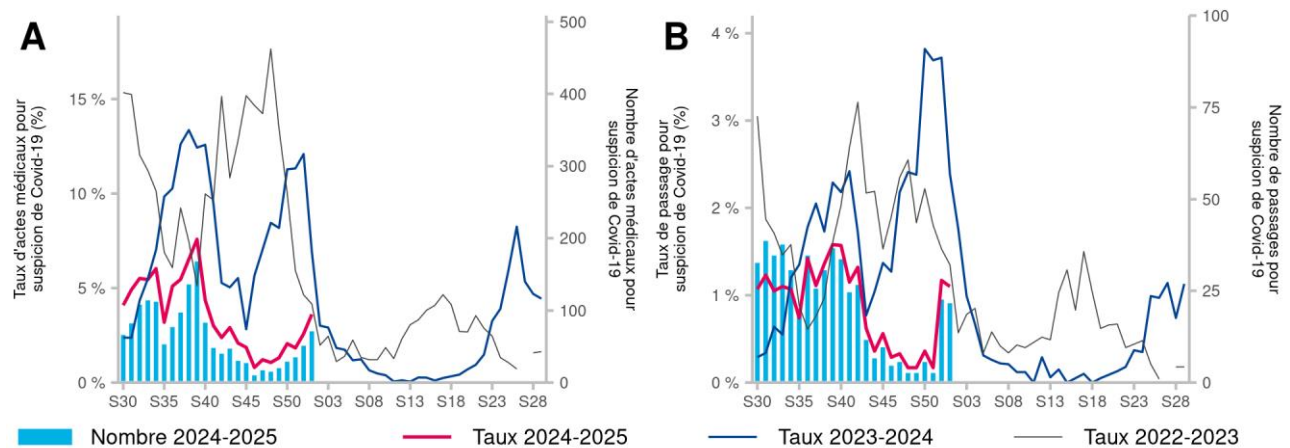 A
Taux d'actes médicaux pour
suspicion de Covid-19 (%)
15 %
10 %
5 %
0 %
500
400
300
200
100
0
Nombre d'actes médicaux pour
suspicion de Covid-19
S30 S35 S40 S45 S50 S03 S08 S13 S18 S23 S28
B
Taux de passage pour
suspicion de Covid-19 (%)
4 %
3 %
2 %
1 %
0 %
100
75
50
25
0
Nombre de passages pour
suspicion de Covid-19
S30 S35 S40 S45 S50 S03 S08 S13 S18 S23 S28
Nombre 2024-2025 Taux 2024-2025 Taux 2023-2024 Taux 2022-2023